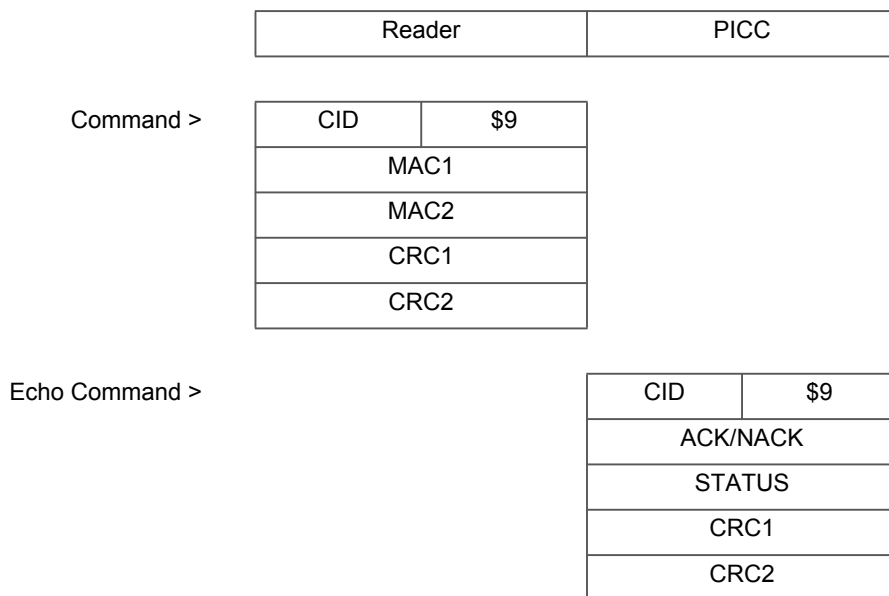 Reader PICC
Command > CID $9
MAC1
MAC2
CRC1
CRC2
Echo Command > CID $9
ACK/NACK
STATUS
CRC1
CRC2